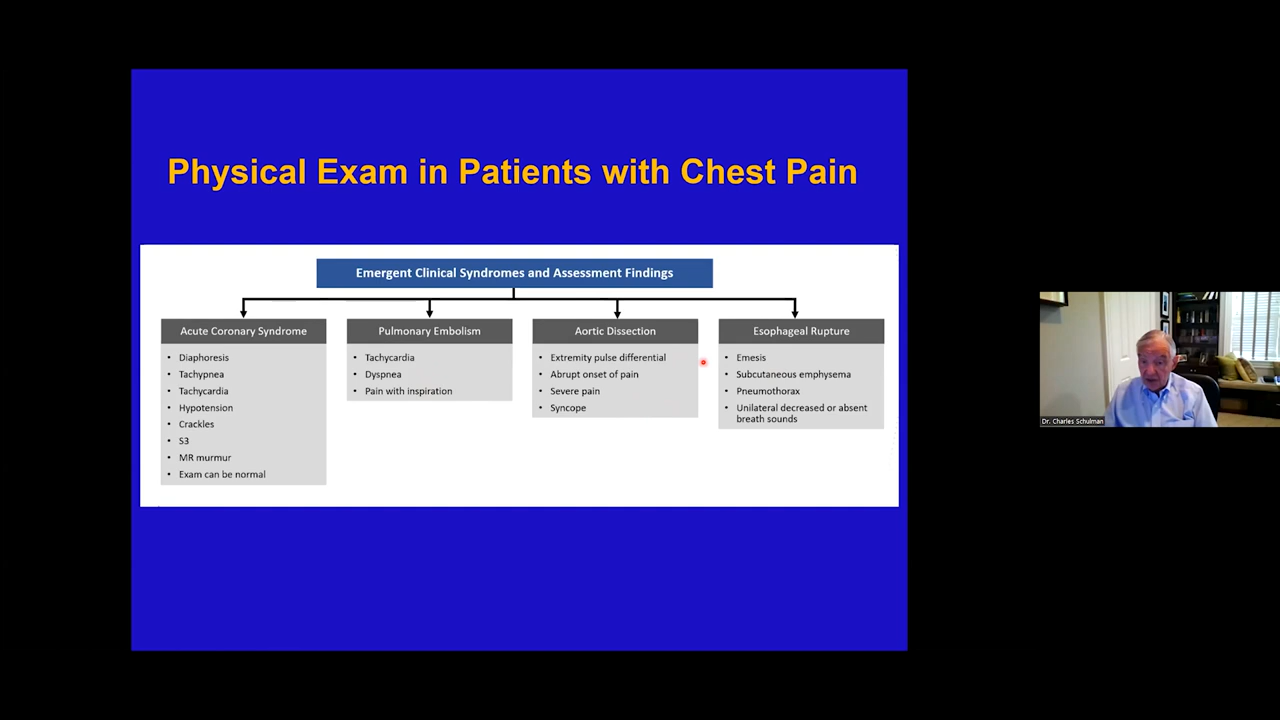 Physical Exam in Patients with Chest Pain
Emergent Clinical Syndromes and Assessment Findings
Acute Coronary Syndrome
• Diaphoresis
• Tachypnea
• Tachycardia
• Hypotension
• Crackles
• S3
• MR murmur
• Exam can be normal
Pulmonary Embolism
• Tachycardia
• Dyspnea
• Pain with inspiration
Aortic Dissection
• Extremity pulse differential
• Abrupt onset of pain
• Severe pain
• Syncope
Esophageal Rupture
• Emesis
• Subcutaneous emphysema
• Pneumothorax
• Unilateral decreased or absent
breath sounds
Dr. Charles Schulman